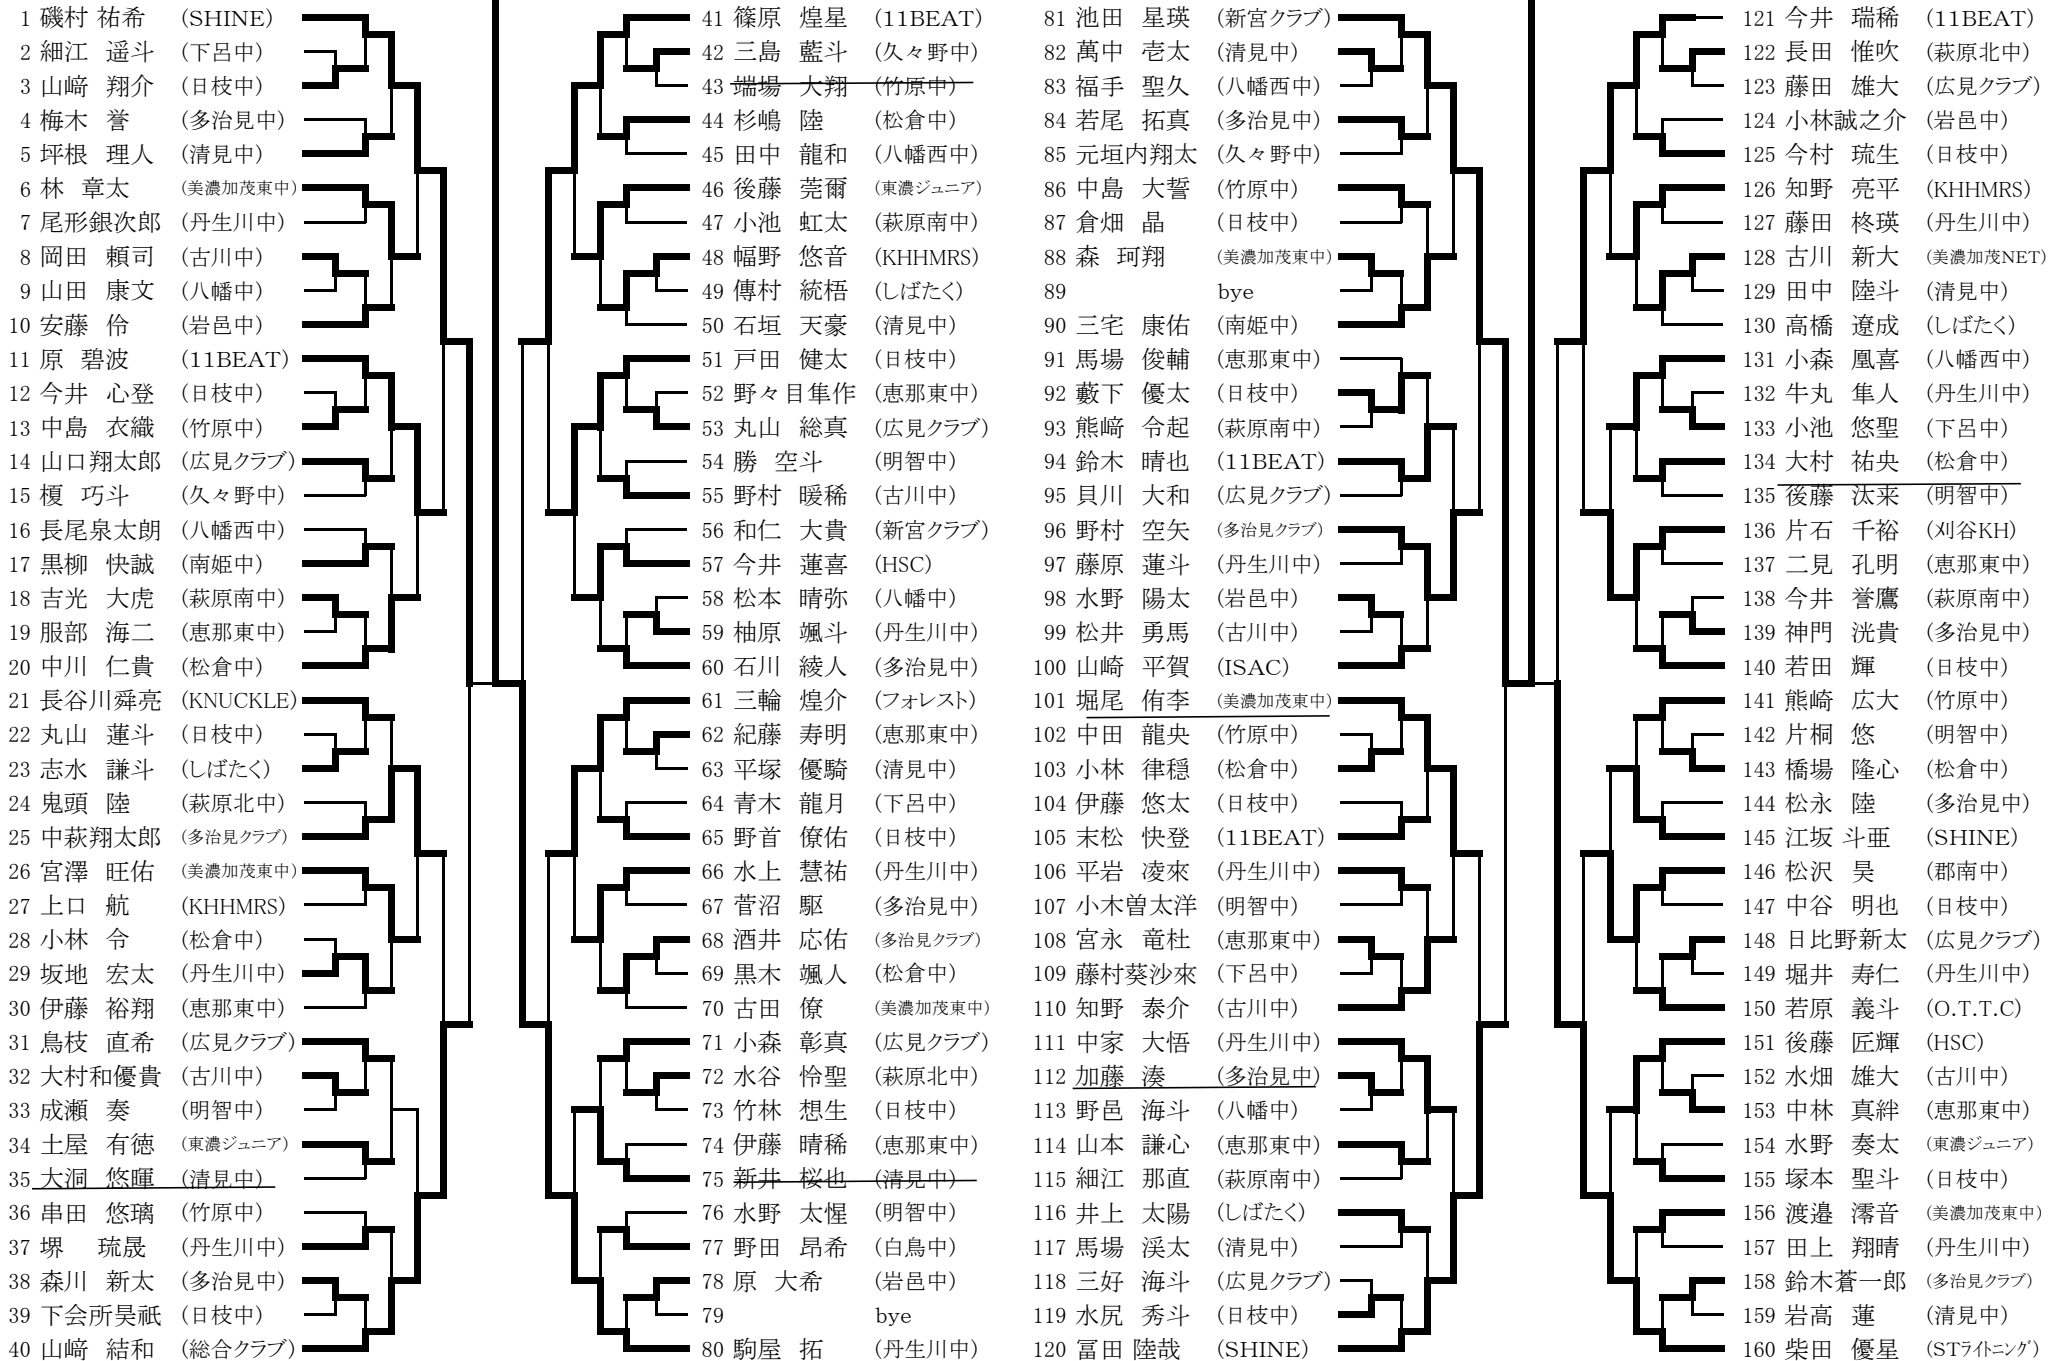 1 磯村 祐希 (SHINE)
2 細江 遥斗 (下呂中)
3 山﨑 翔介 (日枝中)
4 梅木 誉 (多治見中)
5 坪根 理人 (清見中)
6 林 章太 (美濃加茂東中)
7 尾形銀次郎 (丹生川中)
8 岡田 頼司 (古川中)
9 山田 康文 (八幡中)
10 安藤 伶 (岩邑中)
11 原 碧波 (11BEAT)
12 今井 心登 (日枝中)
13 中島 衣織 (竹原中)
14 山口翔太郎 (広見クラブ)
15 榎 巧斗 (久々野中)
16 長尾泉太朗 (八幡西中)
17 黒柳 快誠 (南姫中)
18 吉光 大虎 (萩原南中)
19 服部 海二 (恵那東中)
20 中川 仁貴 (松倉中)
21 長谷川舜亮 (KNUCKLE)
22 丸山 蓮斗 (日枝中)
23 志水 謙斗 (しばたく)
24 鬼頭 陸 (萩原北中)
25 中萩翔太郎 (多治見クラブ)
26 宮澤 旺佑 (美濃加茂東中)
27 上口 航 (KHHMRS)
28 小林 令 (松倉中)
29 坂地 宏太 (丹生川中)
30 伊藤 裕翔 (恵那東中)
31 鳥枝 直希 (広見クラブ)
32 大村和優貴 (古川中)
33 成瀬 奏 (明智中)
34 土屋 有徳 (東濃ジュニア)
35 大洞 悠暉 (清見中)
36 串田 悠璃 (竹原中)
37 堺 琉晟 (丹生川中)
38 森川 新太 (多治見中)
39 下会所昊祇 (日枝中)
40 山﨑 結和 (総合クラブ)
41 篠原 煌星 (11BEAT)
42 三島 藍斗 (久々野中)
43 端場 大翔 (竹原中)
44 杉嶋 陸 (松倉中)
45 田中 龍和 (八幡西中)
46 後藤 莞爾 (東濃ジュニア)
47 小池 虹太 (萩原南中)
48 幅野 悠音 (KHHMRS)
49 傳村 統梧 (しばたく)
50 石垣 天豪 (清見中)
51 戸田 健太 (日枝中)
52 野々目隼作 (恵那東中)
53 丸山 総真 (広見クラブ)
54 勝 空斗 (明智中)
55 野村 暖稀 (古川中)
56 和仁 大貴 (新宮クラブ)
57 今井 蓮喜 (HSC)
58 松本 晴弥 (八幡中)
59 柚原 颯斗 (丹生川中)
60 石川 綾人 (多治見中)
61 三輪 煌介 (フォレスト)
62 紀藤 寿明 (恵那東中)
63 平塚 優騎 (清見中)
64 青木 龍月 (下呂中)
65 野首 僚佑 (日枝中)
66 水上 慧祐 (丹生川中)
67 菅沼 駆 (多治見中)
68 酒井 応佑 (多治見クラブ)
69 黒木 颯人 (松倉中)
70 古田 僚 (美濃加茂東中)
71 小森 彰真 (広見クラブ)
72 水谷 怜聖 (萩原北中)
73 竹林 想生 (日枝中)
74 伊藤 晴稀 (恵那東中)
75 新井 桜也 (清見中)
76 水野 太惺 (明智中)
77 野田 昂希 (白鳥中)
78 原 大希 (岩邑中)
79 bye
80 駒屋 拓 (丹生川中)
81 池田 星瑛 (新宮クラブ)
82 萬中 壱太 (清見中)
83 福手 聖久 (八幡西中)
84 若尾 拓真 (多治見中)
85 元垣内翔太 (久々野中)
86 中島 大誓 (竹原中)
87 倉畑 晶 (日枝中)
88 森 珂翔 (美濃加茂東中)
89 bye
90 三宅 康佑 (南姫中)
91 馬場 俊輔 (恵那東中)
92 藪下 優太 (日枝中)
93 熊﨑 令起 (萩原南中)
94 鈴木 晴也 (11BEAT)
95 貝川 大和 (広見クラブ)
96 野村 空矢 (多治見クラブ)
97 藤原 蓮斗 (丹生川中)
98 水野 陽太 (岩邑中)
99 松井 勇馬 (古川中)
100 山崎 平賀 (ISAC)
101 堀尾 侑李 (美濃加茂東中)
102 中田 龍央 (竹原中)
103 小林 律穏 (松倉中)
104 伊藤 悠太 (日枝中)
105 末松 快登 (11BEAT)
106 平岩 凌來 (丹生川中)
107 小木曽太洋 (明智中)
108 宮永 竜杜 (恵那東中)
109 藤村葵沙來 (下呂中)
110 知野 泰介 (古川中)
111 中家 大悟 (丹生川中)
112 加藤 湊 (多治見中)
113 野邑 海斗 (八幡中)
114 山本 謙心 (恵那東中)
115 細江 那直 (萩原南中)
116 井上 太陽 (しばたく)
117 馬場 渓太 (清見中)
118 三好 海斗 (広見クラブ)
119 水尻 秀斗 (日枝中)
120 冨田 陸哉 (SHINE)
121 今井 瑞稀 (11BEAT)
122 長田 惟吹 (萩原北中)
123 藤田 雄大 (広見クラブ)
124 小林誠之介 (岩邑中)
125 今村 琉生 (日枝中)
126 知野 亮平 (KHHMRS)
127 藤田 柊瑛 (丹生川中)
128 古川 新大 (美濃加茂NET)
129 田中 陸斗 (清見中)
130 高橋 遼成 (しばたく)
131 小森 凰喜 (八幡西中)
132 牛丸 隼人 (丹生川中)
133 小池 悠聖 (下呂中)
134 大村 祐央 (松倉中)
135 後藤 汰来 (明智中)
136 片石 千裕 (刈谷KH)
137 二見 孔明 (恵那東中)
138 今井 誉鷹 (萩原南中)
139 神門 洸貴 (多治見中)
140 若田 輝 (日枝中)
141 熊崎 広大 (竹原中)
142 片桐 悠 (明智中)
143 橋場 隆心 (松倉中)
144 松永 陸 (多治見中)
145 江坂 斗亜 (SHINE)
146 松沢 昊 (郡南中)
147 中谷 明也 (日枝中)
148 日比野新太 (広見クラブ)
149 堀井 寿仁 (丹生川中)
150 若原 義斗 (O.T.T.C)
151 後藤 匠輝 (HSC)
152 水畑 雄大 (古川中)
153 中林 真絆 (恵那東中)
154 水野 奏太 (東濃ジュニア)
155 塚本 聖斗 (日枝中)
156 渡邉 澪音 (美濃加茂東中)
157 田上 翔晴 (丹生川中)
158 鈴木蒼一郎 (多治見クラブ)
159 岩高 蓮 (清見中)
160 柴田 優星 (STライトニング)